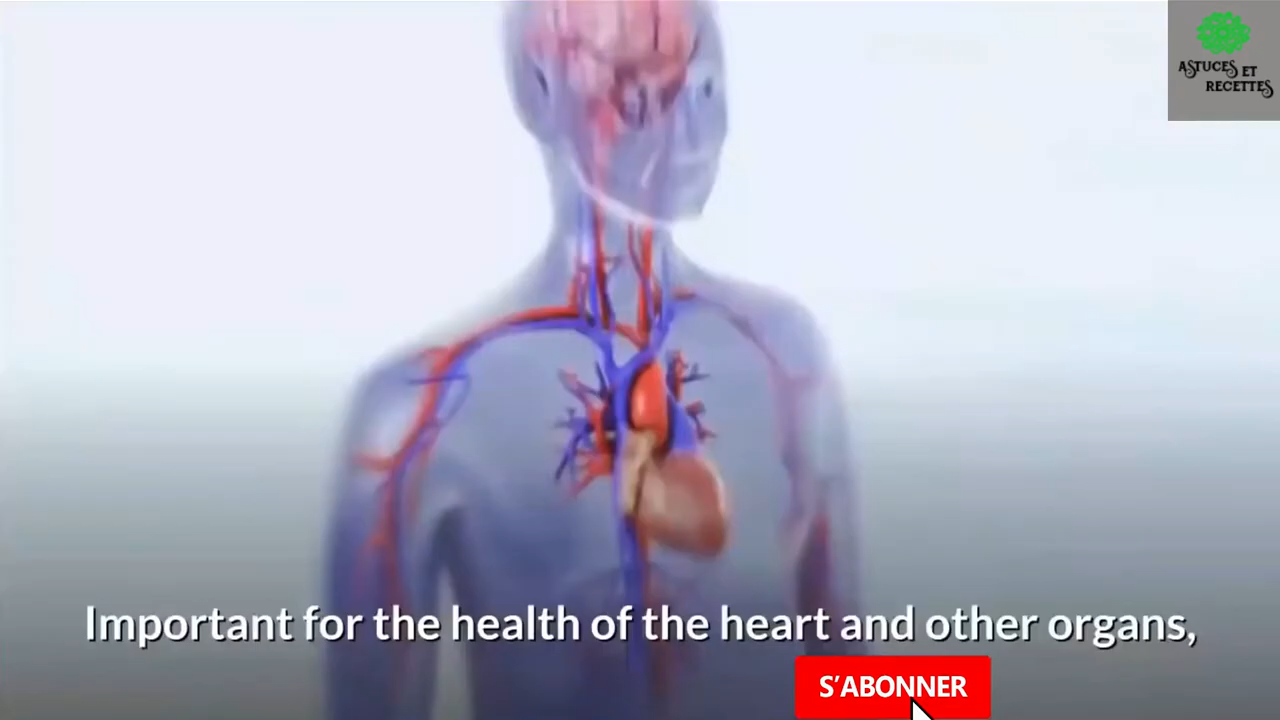 ASTUCES ET
RECETTES
Important for the health of the heart and other organs,
S'ABONNER